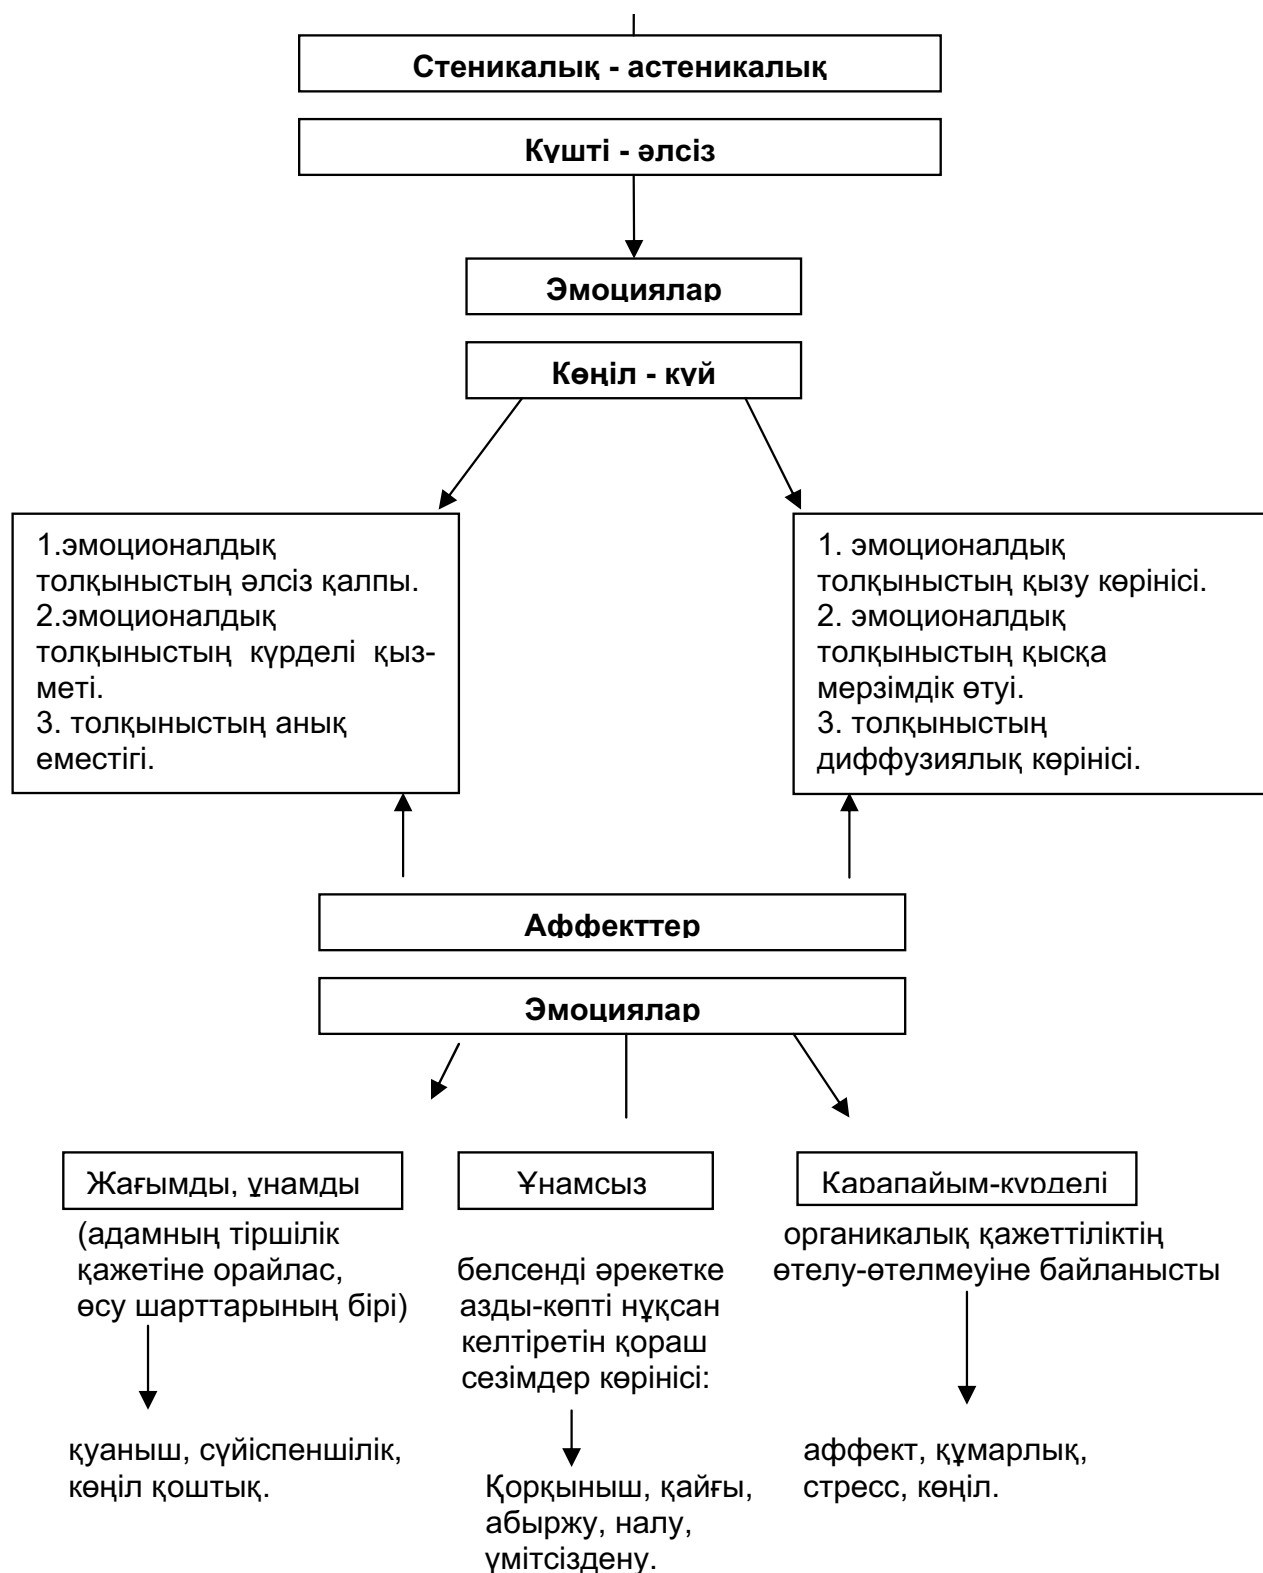 Стеникалық - астеникалық
Күшті - әлсіз
Эмоциялар
Көңіл - күй
1.эмоционалдық
толқыныстың әлсіз қалпы.
2.эмоционалдық
толқыныстың күрделі қыз-
меті.
3. толқыныстың анық
еместігі.
1. эмоционалдық
толқыныстың қызу көрінісі.
2. эмоционалдық
толқыныстың қысқа
мерзімдік өтуі.
3. толқыныстың
диффузиялық көрінісі.
Аффекттер
Эмоциялар
Жағымды, ұнамды
(адамның тіршілік
қажетіне орайлас,
өсу шарттарының бірі)
қуаныш, сүйіспеншілік,
көңіл қоштық.
Ұнамсыз
белсенді әрекетке
азды-көпті нұқсан
келтіретін қораш
сезімдер көрінісі:
Қорқыныш, қайғы,
абыржу, налу,
үмітсіздену.
Қарапайым-күрделі
органикалық қажеттіліктің
өтелу-өтелмеуіне байланысты
аффект, құмарлық,
стресс, көңіл.